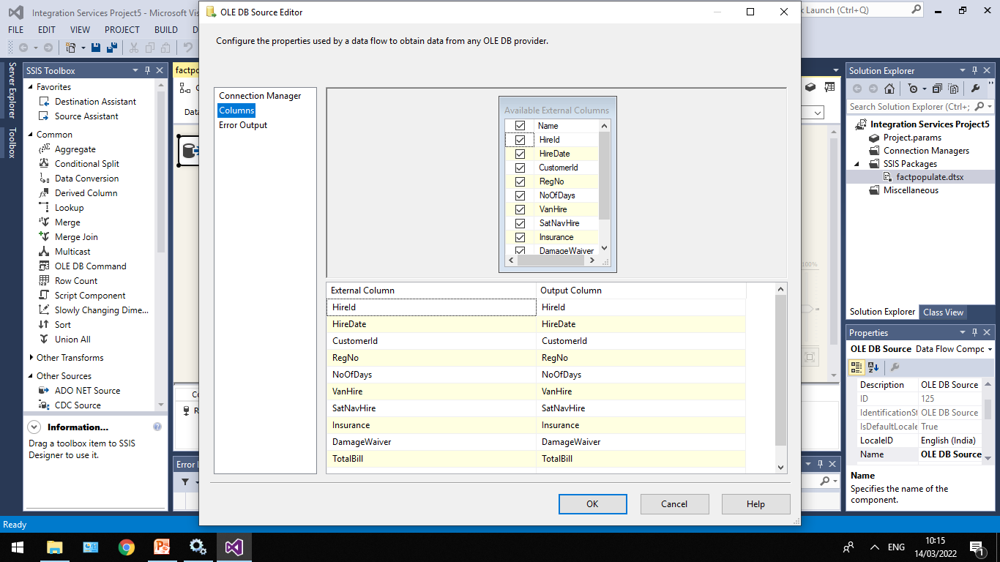 Integration Services Project5 - Microsoft Vis
OLE DB Source Editor
Launch (Ctrl+Q)
FILE EDIT VIEW PROJECT BUILD D
Configure the properties used by a data flow to obtain data from any OLE DB provider.
Server Explorer
Toolbox
SSIS Toolbox
Favorites
Destination Assistant
Source Assistant
Common
Aggregate
Conditional Split
Data Conversion
Derived Column
Lookup
Merge
Merge Join
Multicast
OLE DB Command
Row Count
Script Component
Slowly Changing Dime...
Sort
Union All
Other Transforms
Other Sources
ADO NET Source
CDC Source
Information...
Drag a toolbox item to SSIS
Designer to use it.
factpo
Dat
Error
Connection Manager
Columns
Error Output
Available External Columns
Name
HireId
HireDate
CustomerId
RegNo
NoOfDays
VanHire
SatNavHire
Insurance
DamageWaiver
External Column Output Column
HireId HireId
HireDate HireDate
CustomerId CustomerId
RegNo RegNo
NoOfDays NoOfDays
VanHire VanHire
SatNavHire SatNavHire
Insurance Insurance
DamageWaiver DamageWaiver
TotalBill TotalBill
OK Cancel Help
100%
Solution Explorer
Search Solution Explorer (Ctrl+;
Integration Services Project5
Project.params
Connection Managers
SSIS Packages
factpopulate.dtsx
Miscellaneous
Solution Explorer Class View
Properties
OLE DB Source Data Flow Compc
Description OLE DB Source
ID 125
IdentificationSt OLE DB Source
IsDefaultLocale True
LocaleID English (India)
Name OLE DB Source
Name
Specifies the name of the
component.
Ready
ENG
10:15
14/03/2022
1